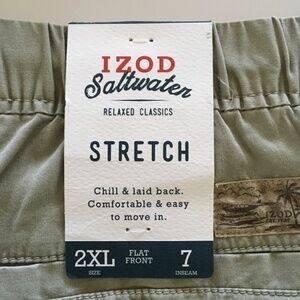 IZOD
Saltwater
RELAXED CLASSICS
STRETCH
Chill & laid back.
Comfortable & easy
to move in.
2XL
SIZE
FLAT
FRONT
7
INSEAM
IZOD